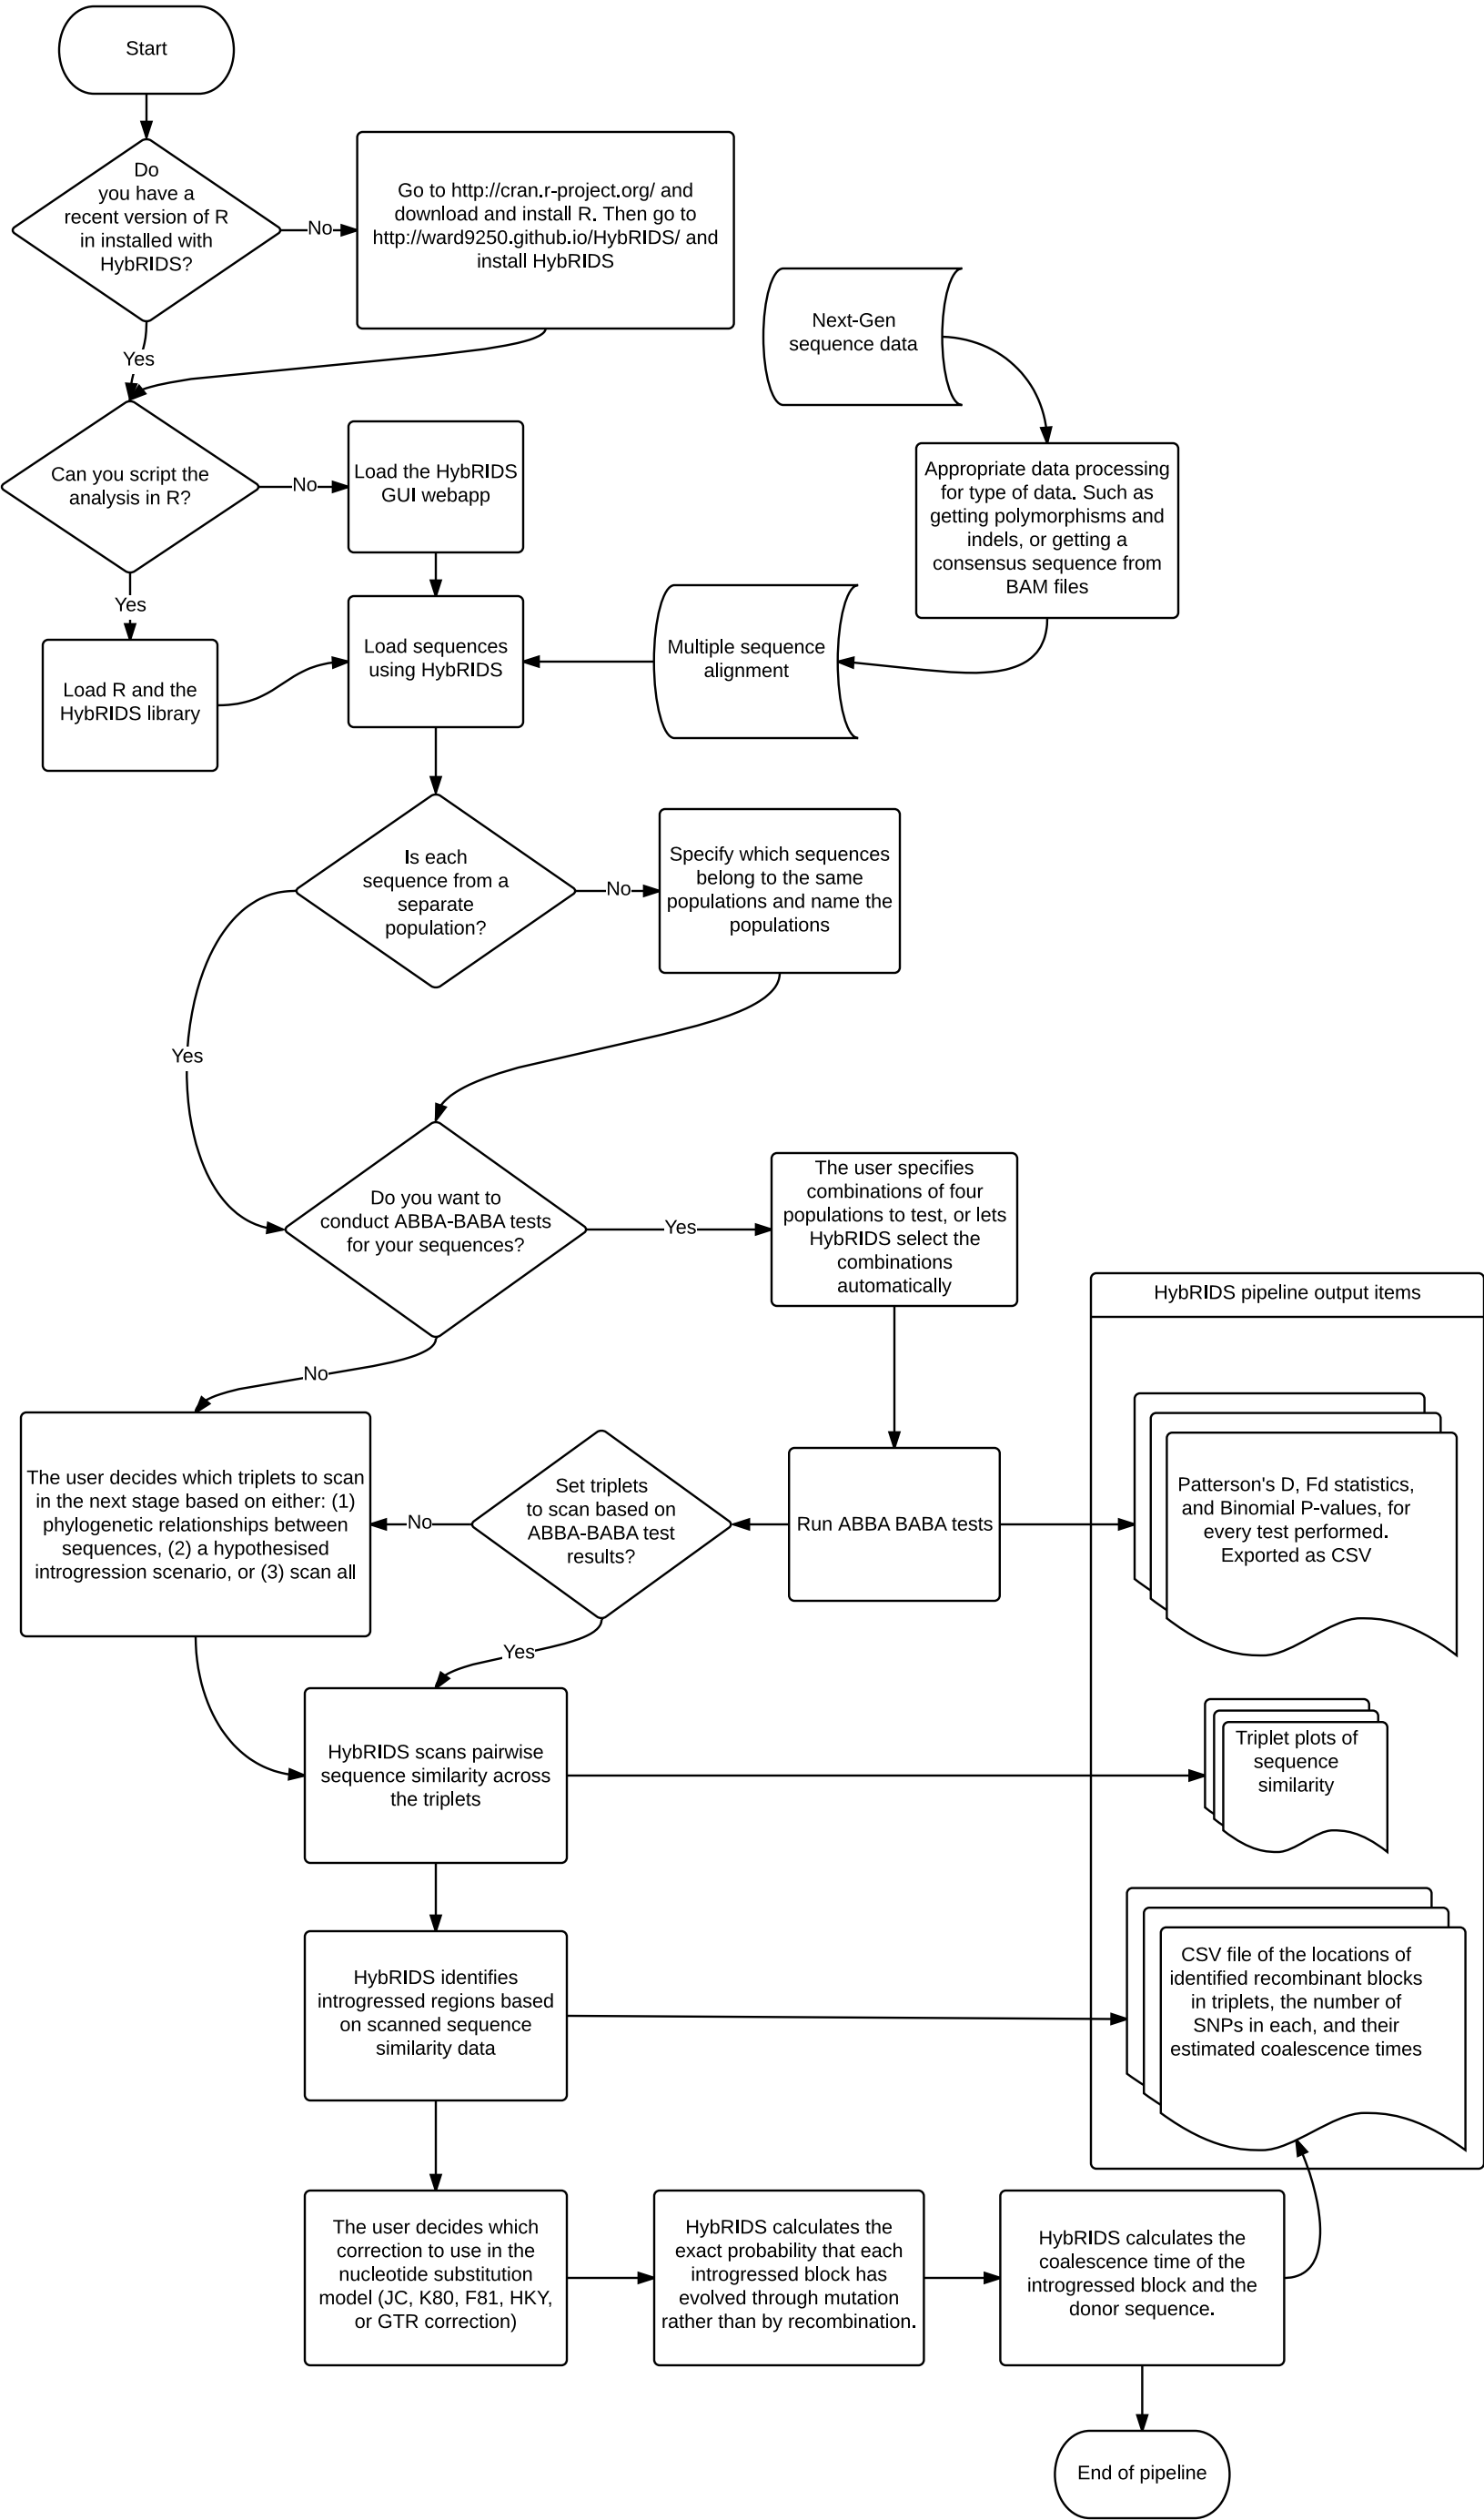 Start
Do
you have a
recent version of R
in installed with
HybRIDS?
No
Go to http://cran.r-project.org/ and
download and install R. Then go to
http://ward9250.github.io/HybRIDS/ and
install HybRIDS
Yes
Next-Gen
sequence data
Can you script the
analysis in R?
No
Load the HybRIDS
GUI webapp
Appropriate data processing
for type of data. Such as
getting polymorphisms and
indels, or getting a
consensus sequence from
BAM files
Yes
Load R and the
HybRIDS library
Load sequences
using HybRIDS
Multiple sequence
alignment
Is each
sequence from a
separate
population?
No
Specify which sequences
belong to the same
populations and name the
populations
Yes
Do you want to
conduct ABBA-BABA tests
for your sequences?
Yes
The user specifies
combinations of four
populations to test, or lets
HybRIDS select the
combinations
automatically
No
HybRIDS pipeline output items
The user decides which triplets to scan
in the next stage based on either: (1)
phylogenetic relationships between
sequences, (2) a hypothesised
introgression scenario, or (3) scan all
No
Set triplets
to scan based on
ABBA-BABA test
results?
Run ABBA BABA tests
Patterson's D, Fd statistics,
and Binomial P-values, for
every test performed.
Exported as CSV
Yes
HybRIDS scans pairwise
sequence similarity across
the triplets
Triplet plots of
sequence
similarity
HybRIDS identifies
introgressed regions based
on scanned sequence
similarity data
CSV file of the locations of
identified recombinant blocks
in triplets, the number of
SNPs in each, and their
estimated coalescence times
The user decides which
correction to use in the
nucleotide substitution
model (JC, K80, F81, HKY,
or GTR correction)
HybRIDS calculates the
exact probability that each
introgressed block has
evolved through mutation
rather than by recombination.
HybRIDS calculates the
coalescence time of the
introgressed block and the
donor sequence.
End of pipeline